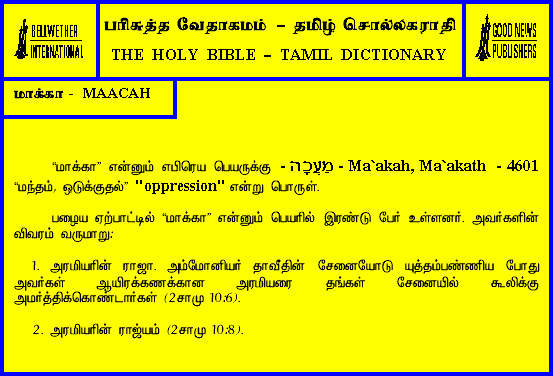 BELLWETHER
INTERNATIONAL
பரிசுத்த வேதாகமம் – தமிழ் சொல்லகராதி
THE HOLY BIBLE – TAMIL DICTIONARY
GOOD NEWS
PUBLISHERS
மாக்கா - MAACAH
“மாக்கா” என்னும் எபிரெய பெயருக்கு - מַעֲכָה - Ma`akah, Ma`akath - 4601
“மந்தம், ஒடுக்குதல்” "oppression" என்று பொருள்.
பழைய ஏற்பாட்டில் “மாக்கா” என்னும் பெயரில் இரண்டு பேர் உள்ளனர். அவர்களின்
விவரம் வருமாறு:
1. அரமியரின் ராஜா. அம்மோனியர் தாவீதின் சேனையோடு யுத்தம்பண்ணிய போது
அவர்கள் ஆயிரக்கணக்கான அரமியரை தங்கள் சேனையில் கூலிக்கு
அமர்த்திக்கொண்டார்கள் (2சாமு 10:6).
2. அரமியரின் ராஜ்யம் (2சாமு 10:8).